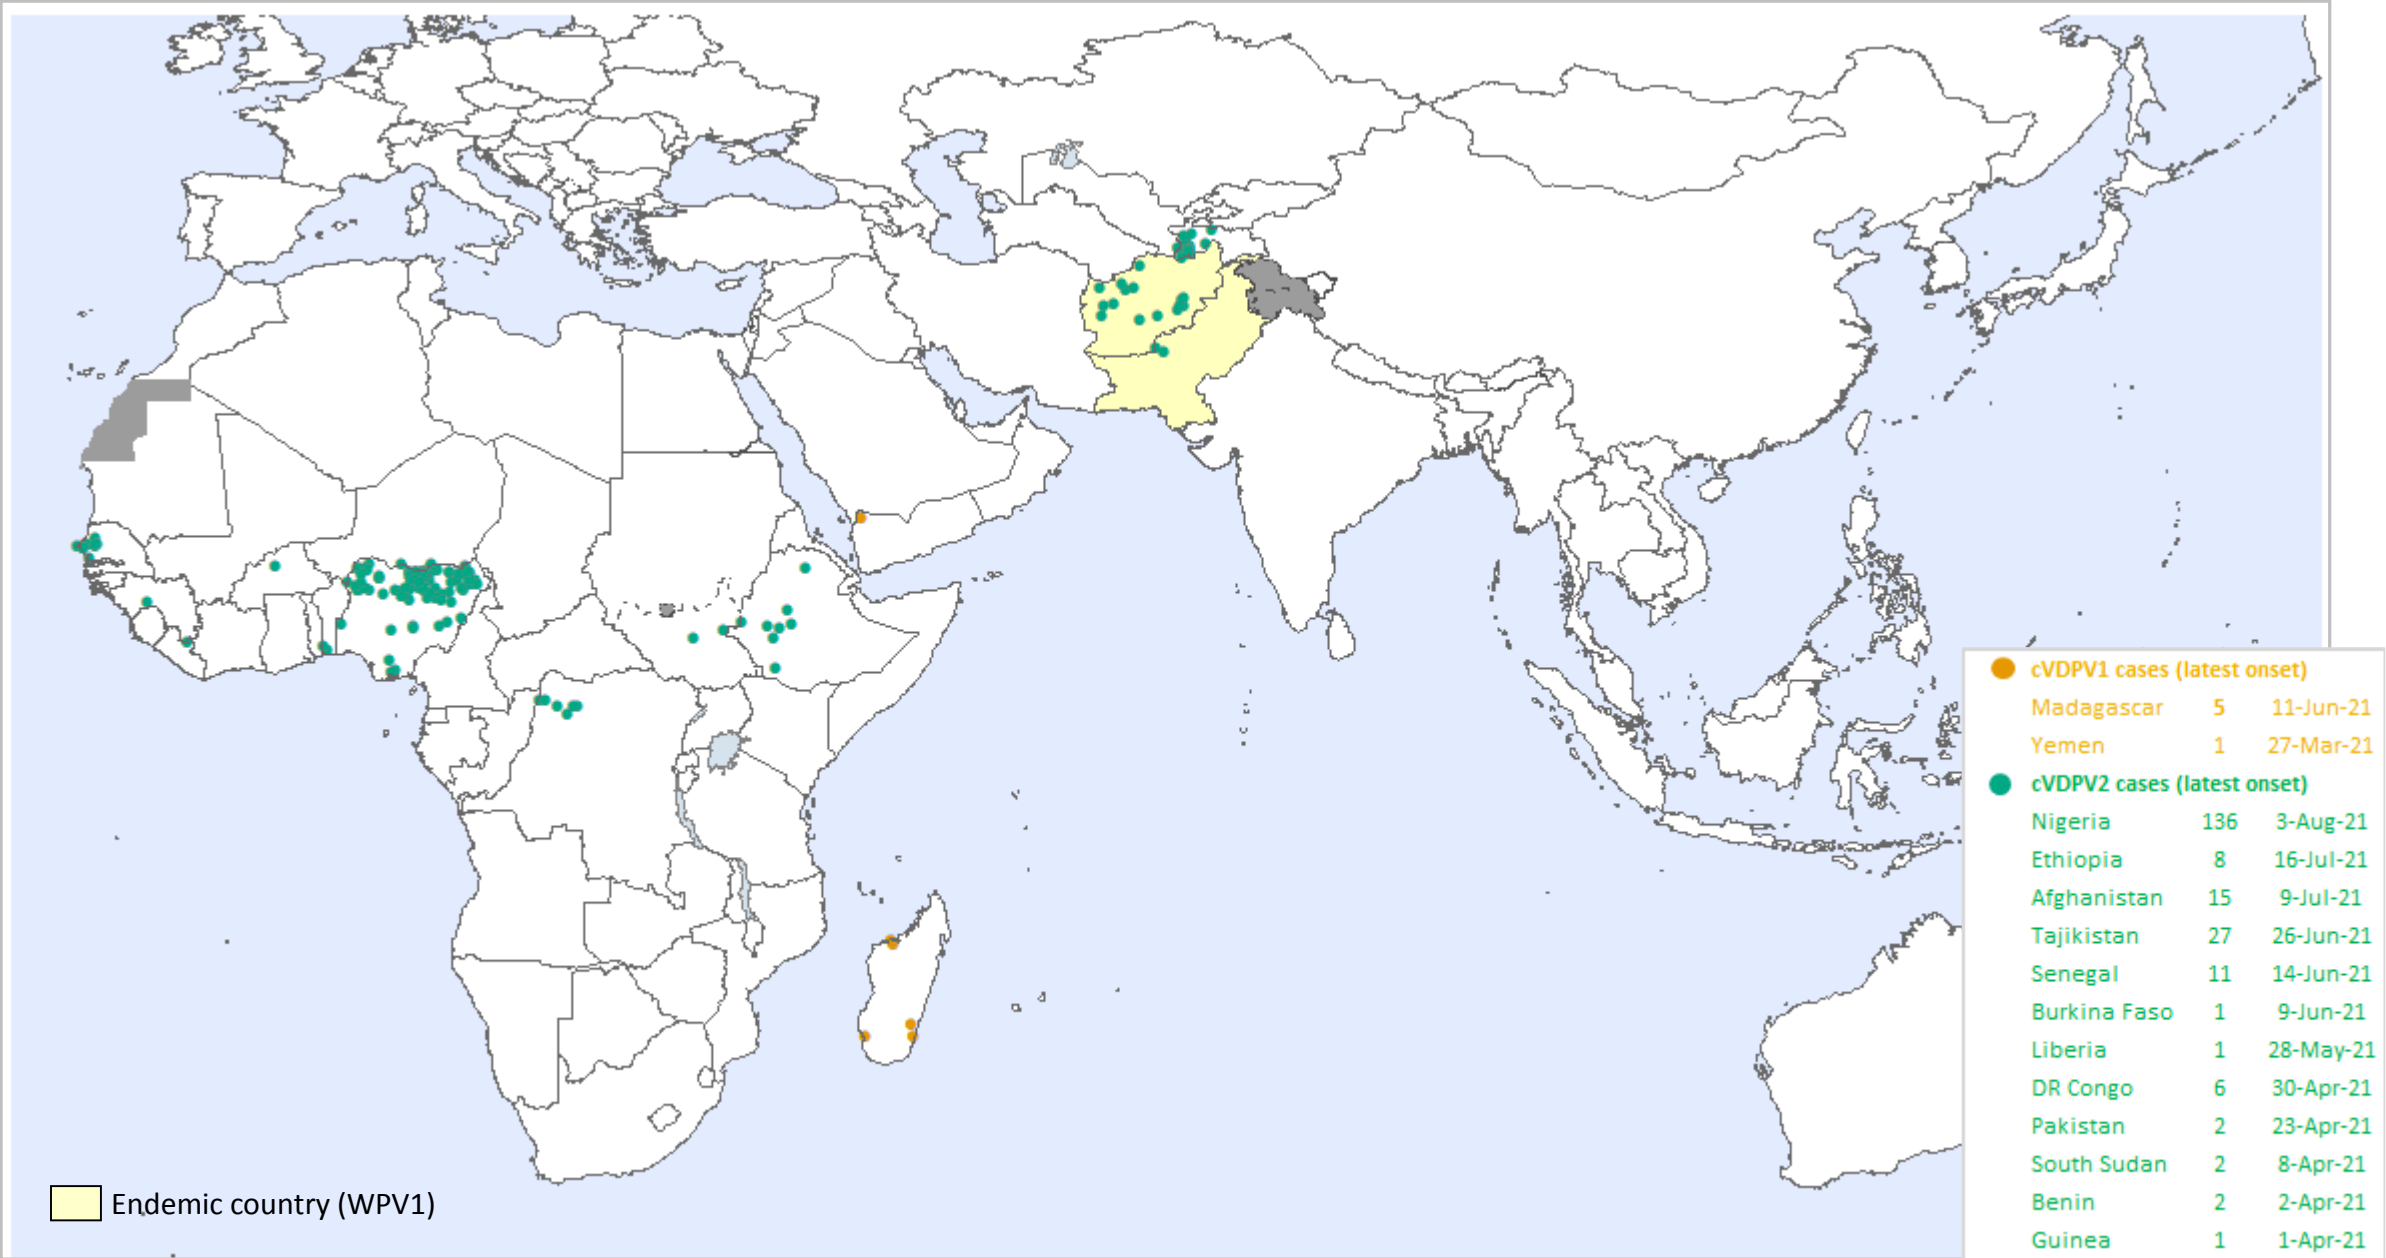 cVDPV1 cases (latest onset)
Madagascar 5 11-Jun-21
Yemen 1 27-Mar-21
cVDPV2 cases (latest onset)
Nigeria 136 3-Aug-21
Ethiopia 8 16-Jul-21
Afghanistan 15 9-Jul-21
Tajikistan 27 26-Jun-21
Senegal 11 14-Jun-21
Burkina Faso 1 9-Jun-21
Liberia 1 28-May-21
DR Congo 6 30-Apr-21
Pakistan 2 23-Apr-21
South Sudan 2 8-Apr-21
Benin 2 2-Apr-21
Guinea 1 1-Apr-21
Endemic country (WPV1)